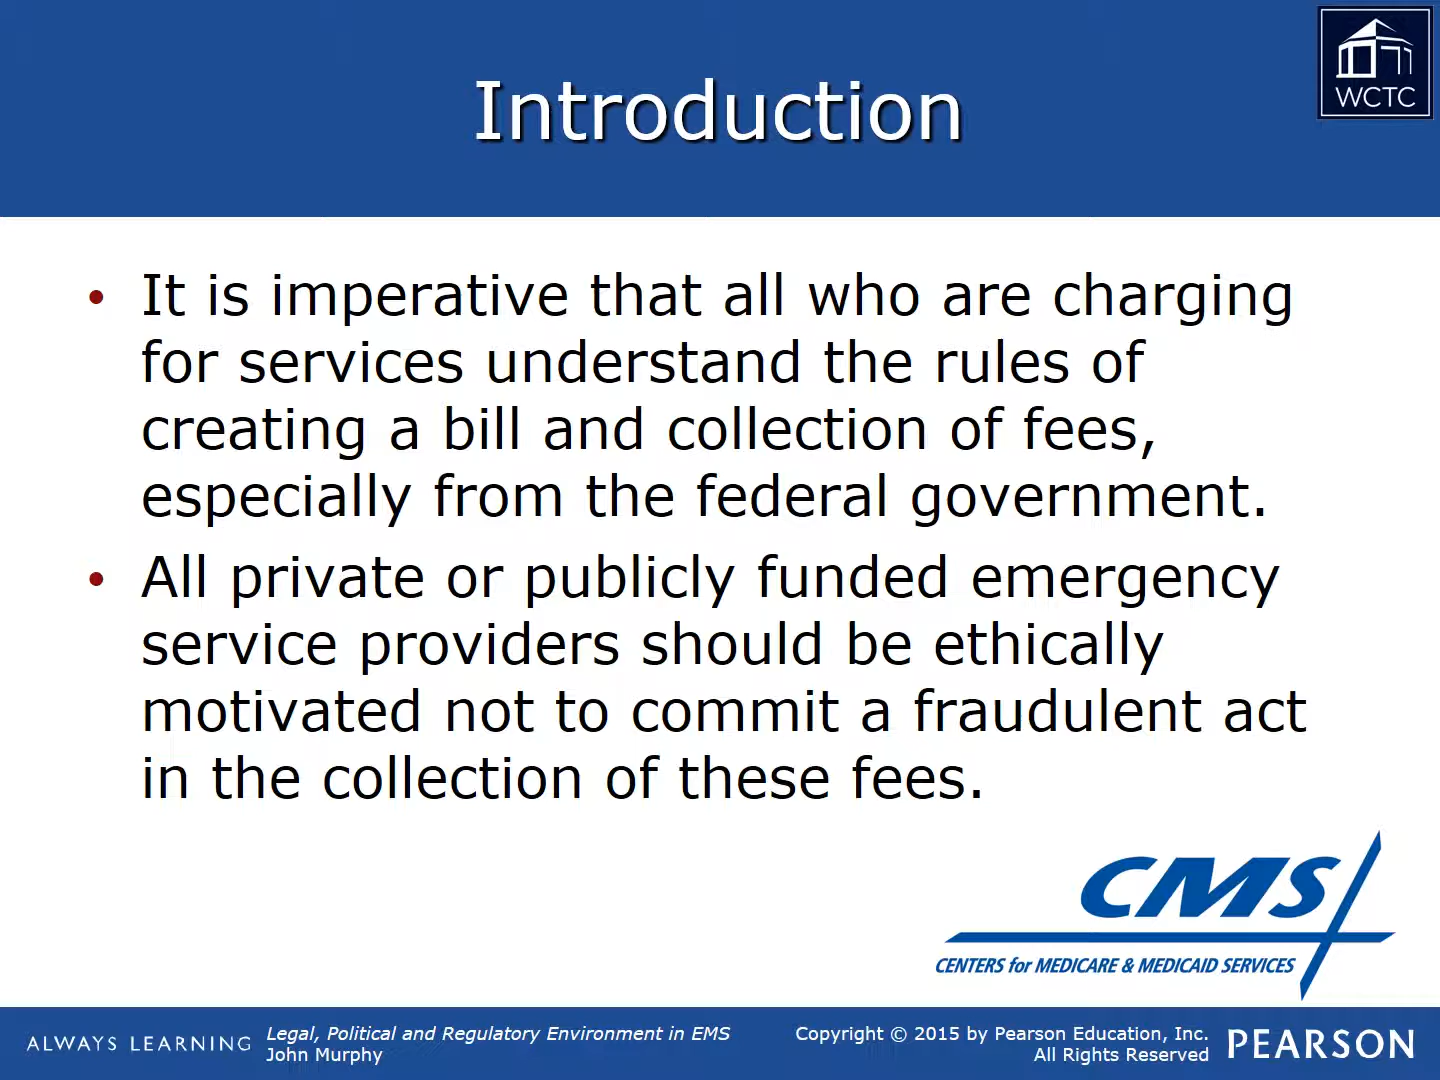 WCTC
Introduction
• It is imperative that all who are charging
for services understand the rules of
creating a bill and collection of fees,
especially from the federal government.
• All private or publicly funded emergency
service providers should be ethically
motivated not to commit a fraudulent act
in the collection of these fees.
CMS
CENTERS for MEDICARE & MEDICAID SERVICES
ALWAYS LEARNING
Legal, Political and Regulatory Environment in EMS
John Murphy
Copyright © 2015 by Pearson Education, Inc.
All Rights Reserved
PEARSON